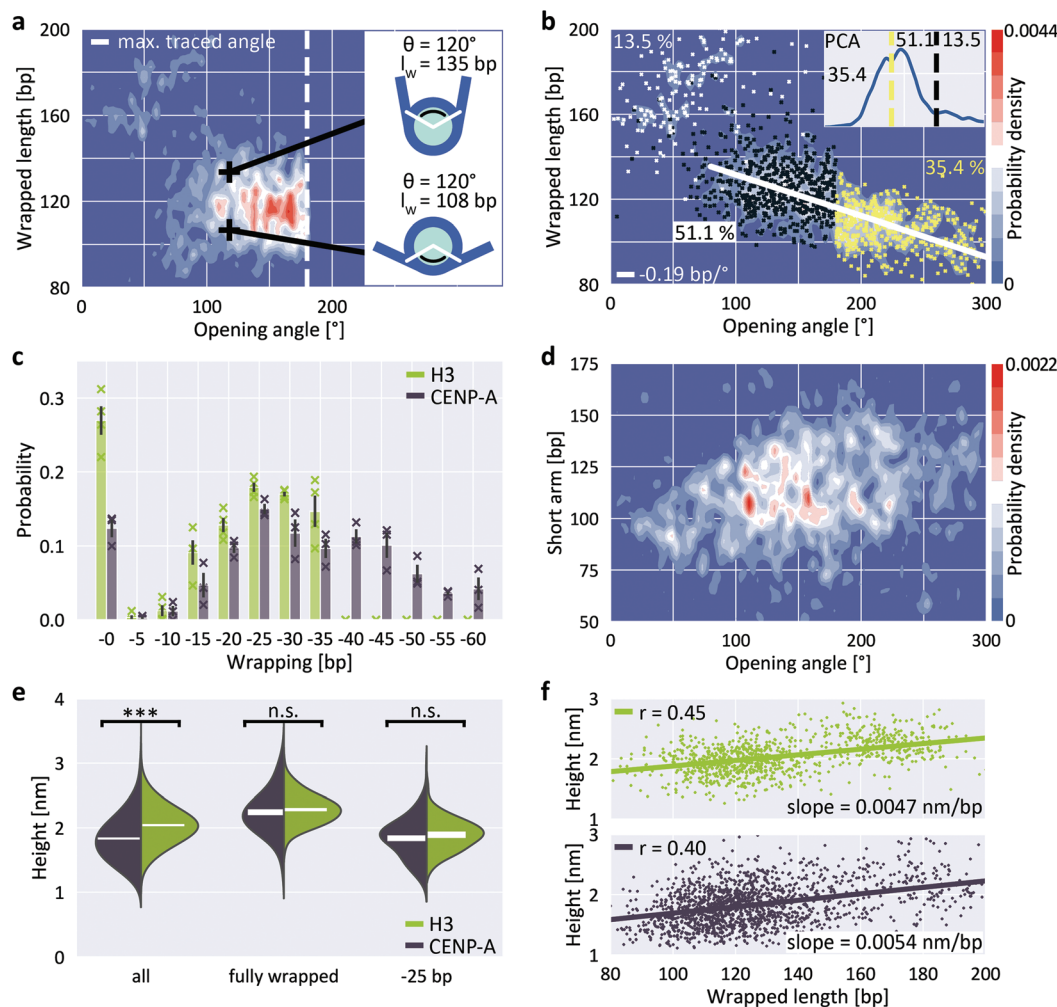 a
200
180
160
140
120
100
80
Wrapped length [bp]
max. traced angle
θ = 120°
l_w = 135 bp
θ = 120°
l_w = 108 bp
0
100
200
Opening angle [°]
b
200
180
160
140
120
100
80
Wrapped length [bp]
13.5 %
PCA
51.1
13.5
35.4
35.4 %
51.1 %
-0.19 bp/°
0
100
200
300
Opening angle [°]
0.0044
Probability density
0
c
0.3
0.2
0.1
0.0
Probability
H3
CENP-A
-0
-5
-10
-15
-20
-25
-30
-35
-40
-45
-50
-55
-60
Wrapping [bp]
d
175
150
125
100
75
50
Short arm [bp]
0
100
200
300
Opening angle [°]
0.0022
Probability density
0
e
4
3
2
1
0
Height [nm]
***
n.s.
n.s.
H3
CENP-A
all
fully wrapped
-25 bp
f
3
2
1
Height [nm]
r = 0.45
slope = 0.0047 nm/bp
3
2
1
Height [nm]
r = 0.40
slope = 0.0054 nm/bp
80
100
120
140
160
180
200
Wrapped length [bp]